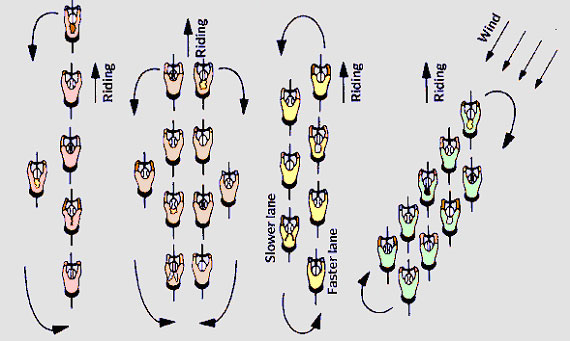 Riding
Riding
Slower lane
Faster lane
Riding
Riding
Wind